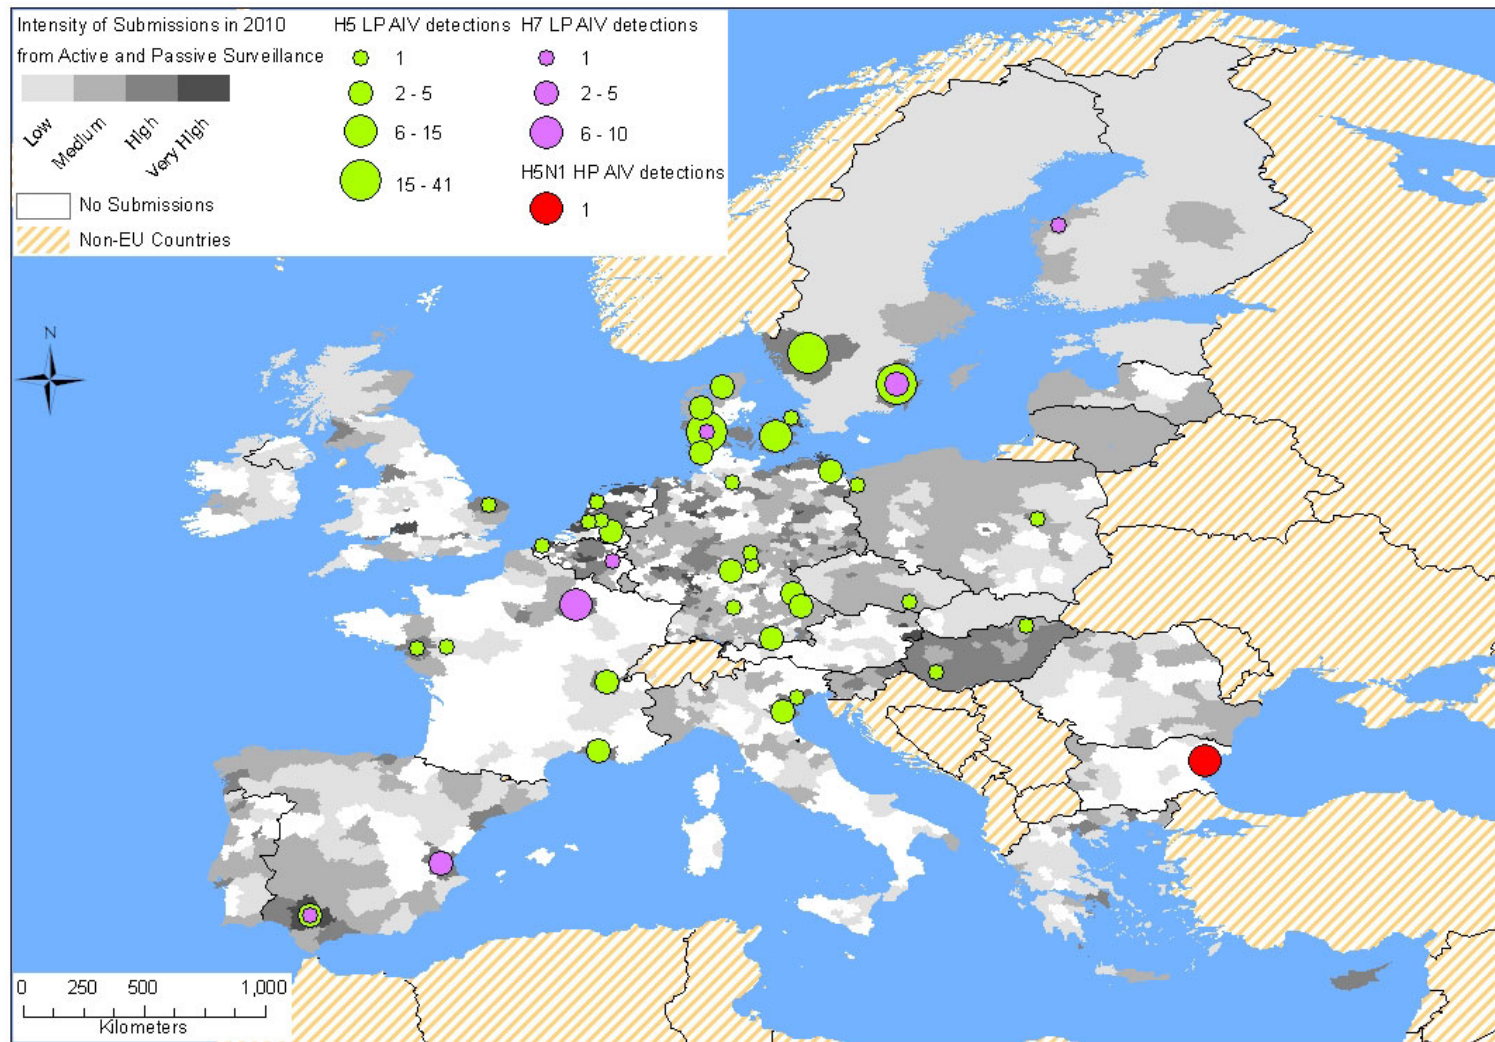 Intensity of Submissions in 2010
from Active and Passive Surveillance
Low
Medium
High
Very High
No Submissions
Non-EU Countries
H5 LP AIV detections
1
2 - 5
6 - 15
15 - 41
H7 LP AIV detections
1
2 - 5
6 - 10
H5N1 HP AIV detections
1
N
0 250 500 1,000
Kilometers